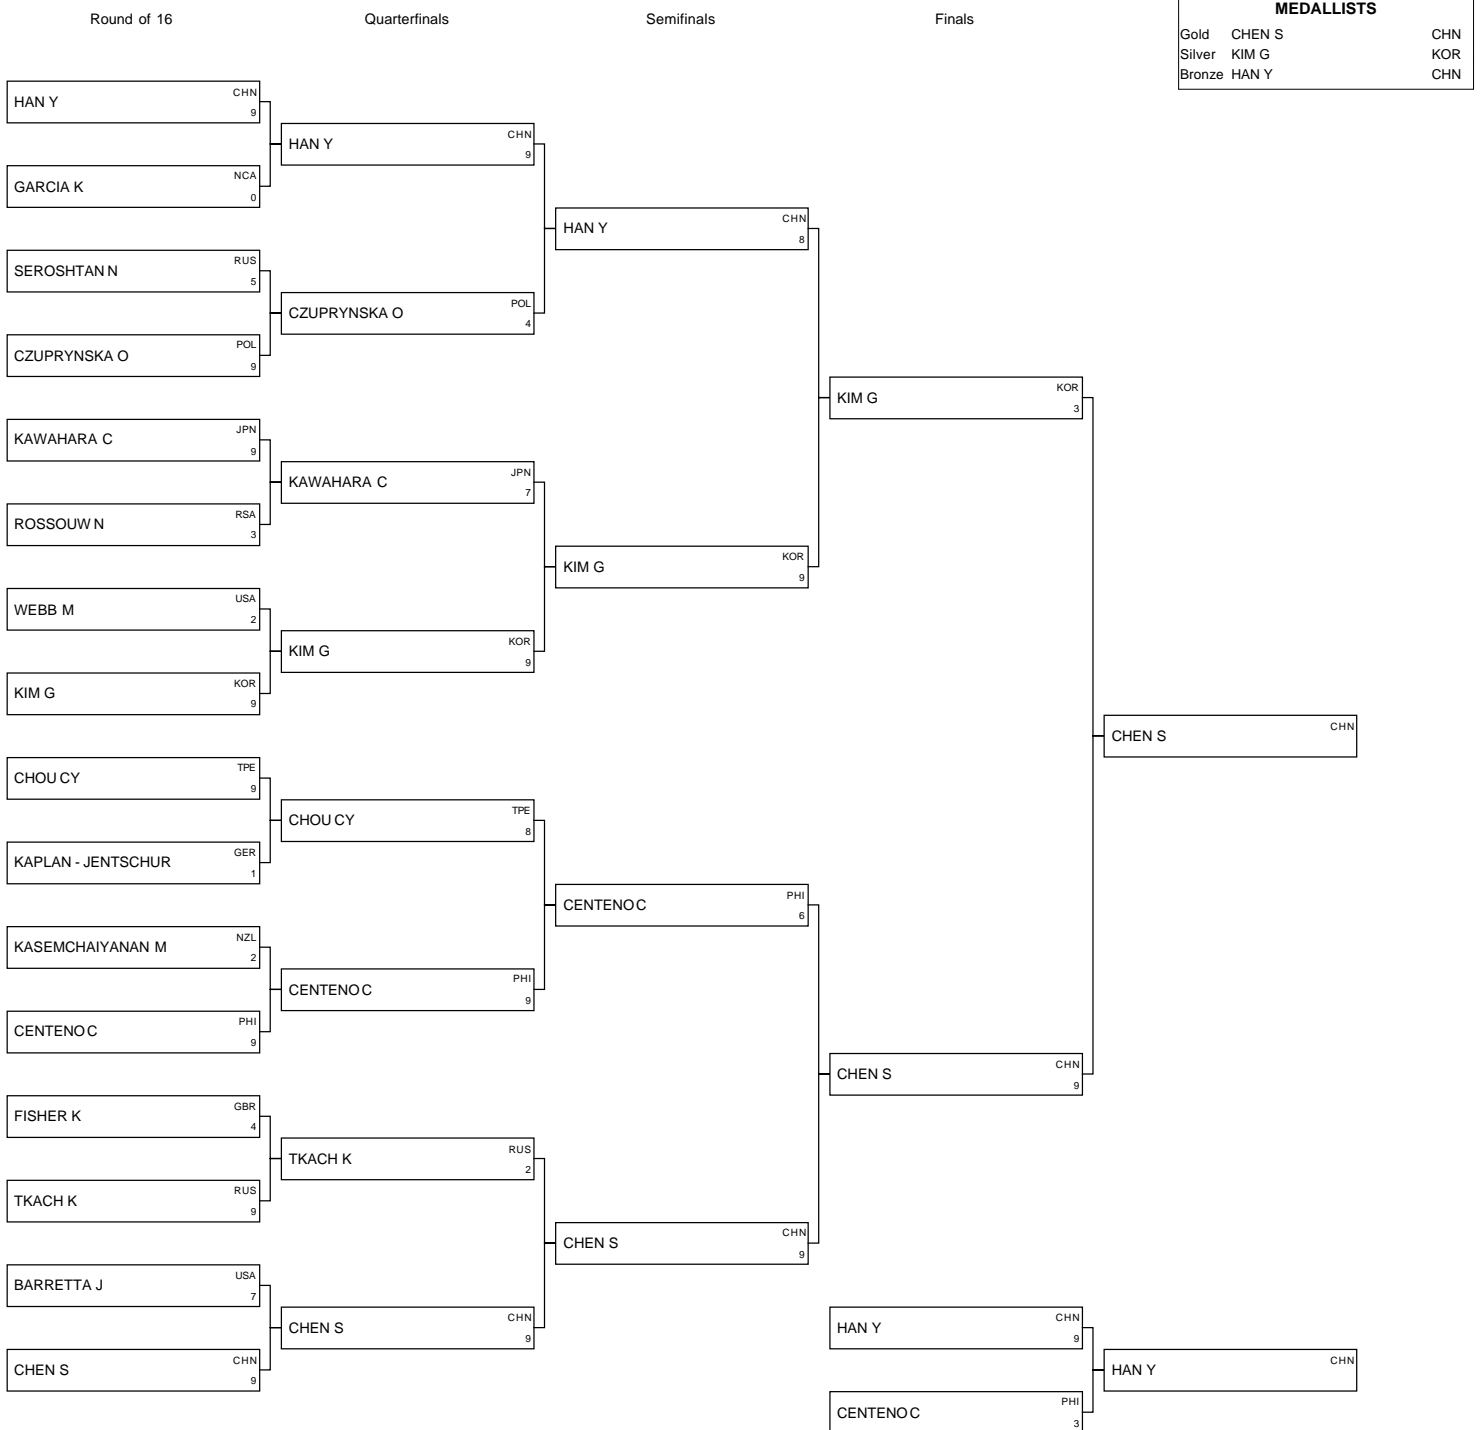 Round of 16 Quarterfinals Semifinals Finals
MEDALLISTS
Gold CHEN S CHN
Silver KIM G KOR
Bronze HAN Y CHN
HAN Y CHN
9
GARCIA K NCA
0
SEROSHTAN N RUS
5
CZUPRYNSKA O POL
9
KAWAHARA C JPN
9
ROSSOUW N RSA
3
WEBB M USA
2
KIM G KOR
9
CHOU CY TPE
9
KAPLAN - JENTSCHUR GER
1
KASEMCHAIYANAN M NZL
2
CENTENO C PHI
9
FISHER K GBR
4
TKACH K RUS
9
BARRETTA J USA
7
CHEN S CHN
9
HAN Y CHN
9
CZUPRYNSKA O POL
4
KAWAHARA C JPN
7
KIM G KOR
9
CHOU CY TPE
8
CENTENO C PHI
9
TKACH K RUS
2
CHEN S CHN
9
HAN Y CHN
8
KIM G KOR
9
CENTENO C PHI
6
CHEN S CHN
9
KIM G KOR
3
CHEN S CHN
9
CHEN S CHN
HAN Y CHN
9
CENTENO C PHI
3
HAN Y CHN